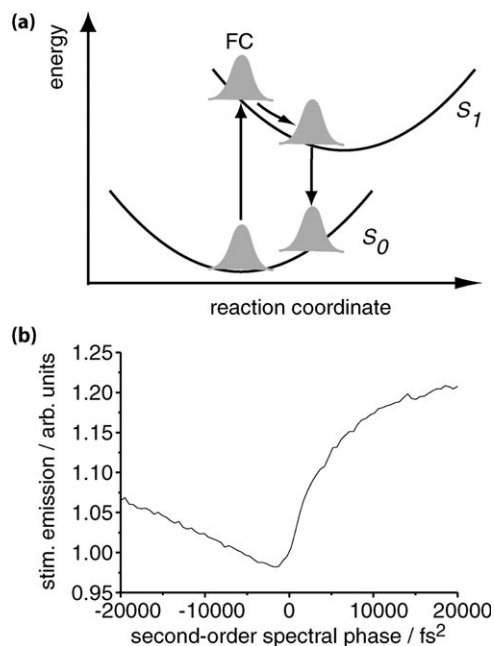 (a)
energy
FC
S₁
S₀
reaction coordinate
(b)
stim. emission / arb. units
1.25
1.20
1.15
1.10
1.05
1.00
0.95
-20000 -10000 0 10000 20000
second-order spectral phase / fs²